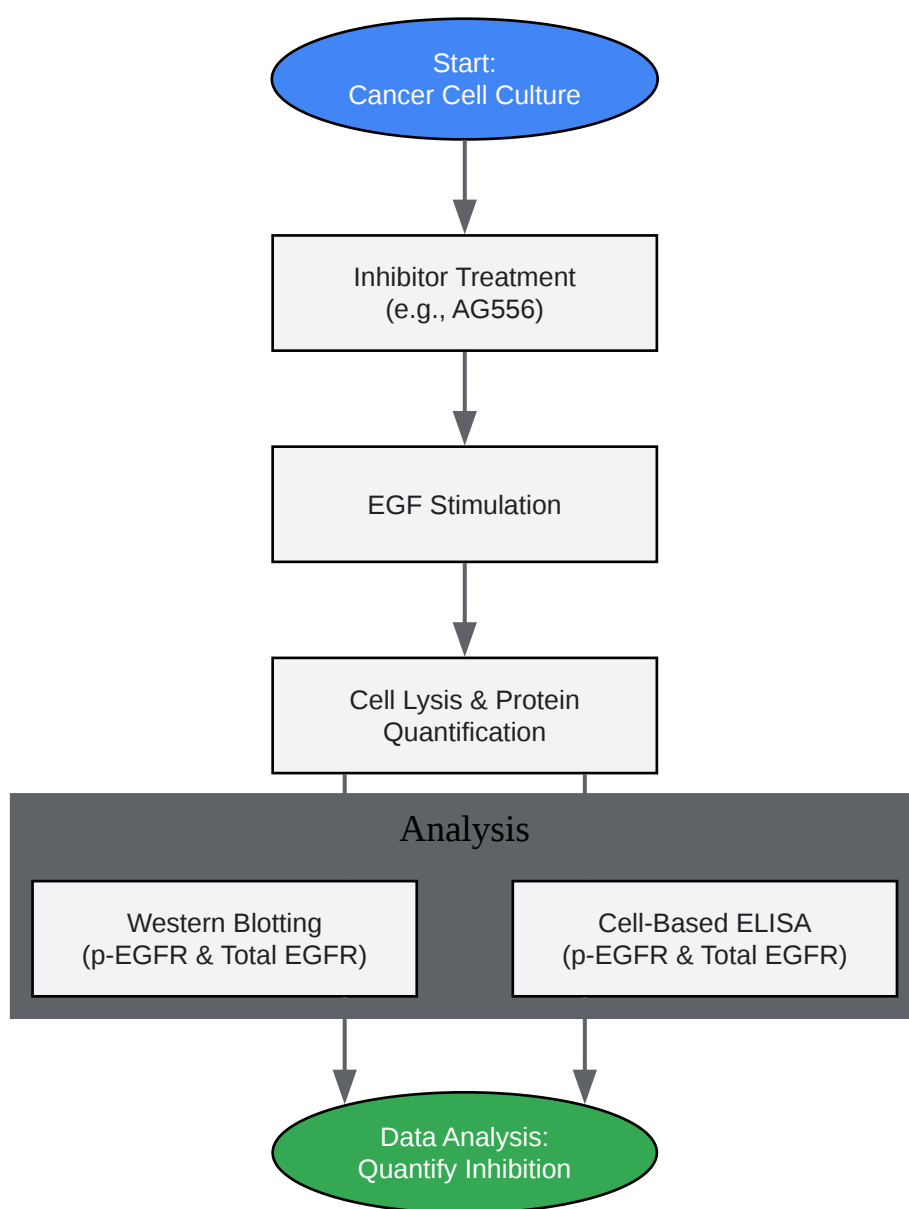 Start:
Cancer Cell Culture
Inhibitor Treatment
(e.g., AG556)
EGF Stimulation
Cell Lysis & Protein
Quantification
Analysis
Western Blotting
(p-EGFR & Total EGFR)
Cell-Based ELISA
(p-EGFR & Total EGFR)
Data Analysis:
Quantify Inhibition